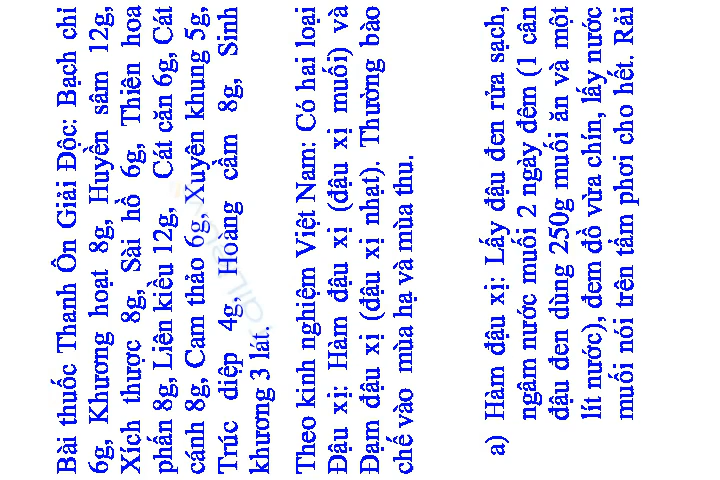 Bài thuốc Thanh Ôn Giải Độc: Bạch chỉ
6g, Khương hoạt 8g, Huyền sâm 12g,
Xích thược 8g, Sài hồ 6g, Thiên hoa
phấn 8g, Liên kiều 12g, Cát căn 6g, Cát
cánh 8g, Cam thảo 6g, Xuyên khung 5g,
Trúc diệp 4g, Hoàng cầm 8g, Sinh
khương 3 lát.
Theo kinh nghiệm Việt Nam: Có hai loại
Đậu xị: Hàm đậu xị (đậu xị muối) và
Đạm đậu xị (đậu xị nhạt). Thường bào
chế vào mùa hạ và mùa thu.
a) Hàm đậu xị: Lấy đậu đen rửa sạch,
ngâm nước muối 2 ngày đêm (1 cân
đậu đen dùng 250g muối ăn và một
lít nước), đem đồ vừa chín, lấy nước
muối nói trên tẩm phơi cho hết. Rải